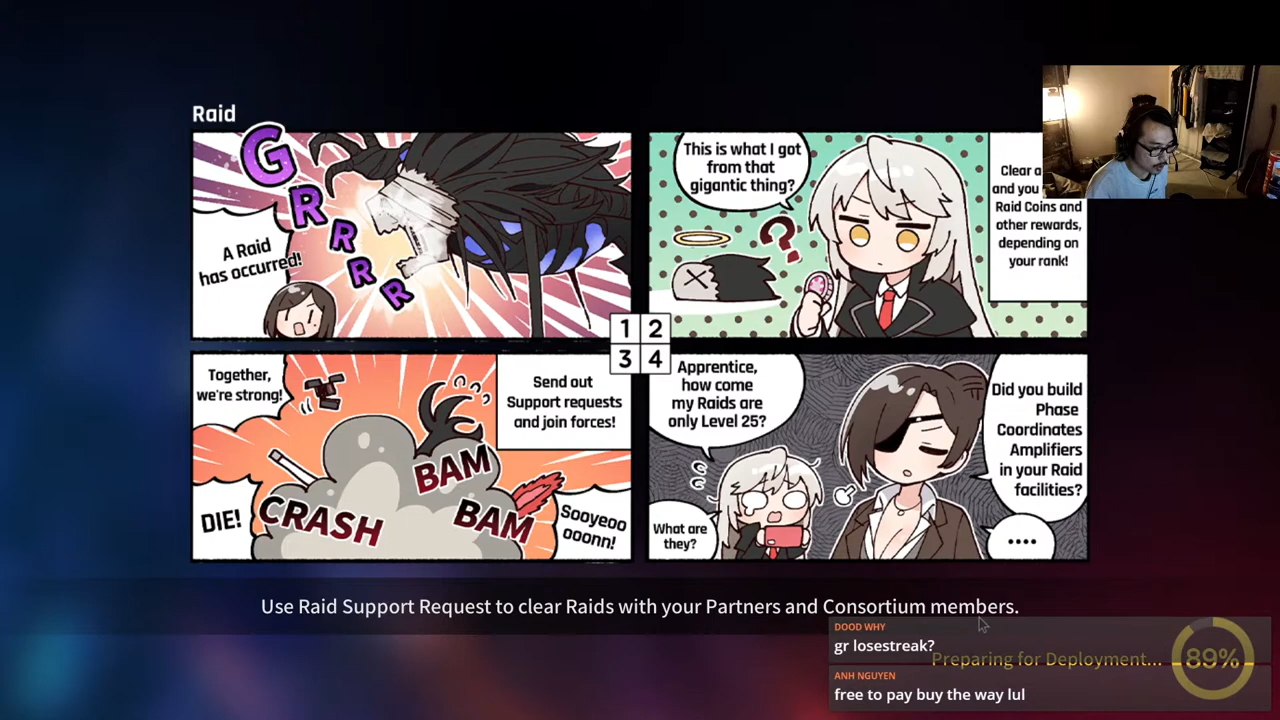 Raid
GRRRR
A Raid
has occurred!
This is what I got
from that
gigantic thing?
?
Clear a
and you
Raid Coins and
other rewards,
depending on
your rank!
1 2
3 4
Together,
we're strong!
Send out
Support requests
and join forces!
DIE!
CRASH
BAM
BAM
Sooyeoo
ooonn!
Apprentice,
how come
my Raids are
only Level 25?
What are
they?
Did you build
Phase
Coordinates
Amplifiers
in your Raid
facilities?
....
Use Raid Support Request to clear Raids with your Partners and Consortium members.
DOOD WHY
gr losestreak?
Preparing for Deployment...
89%
ANH NGUYEN
free to pay buy the way lul